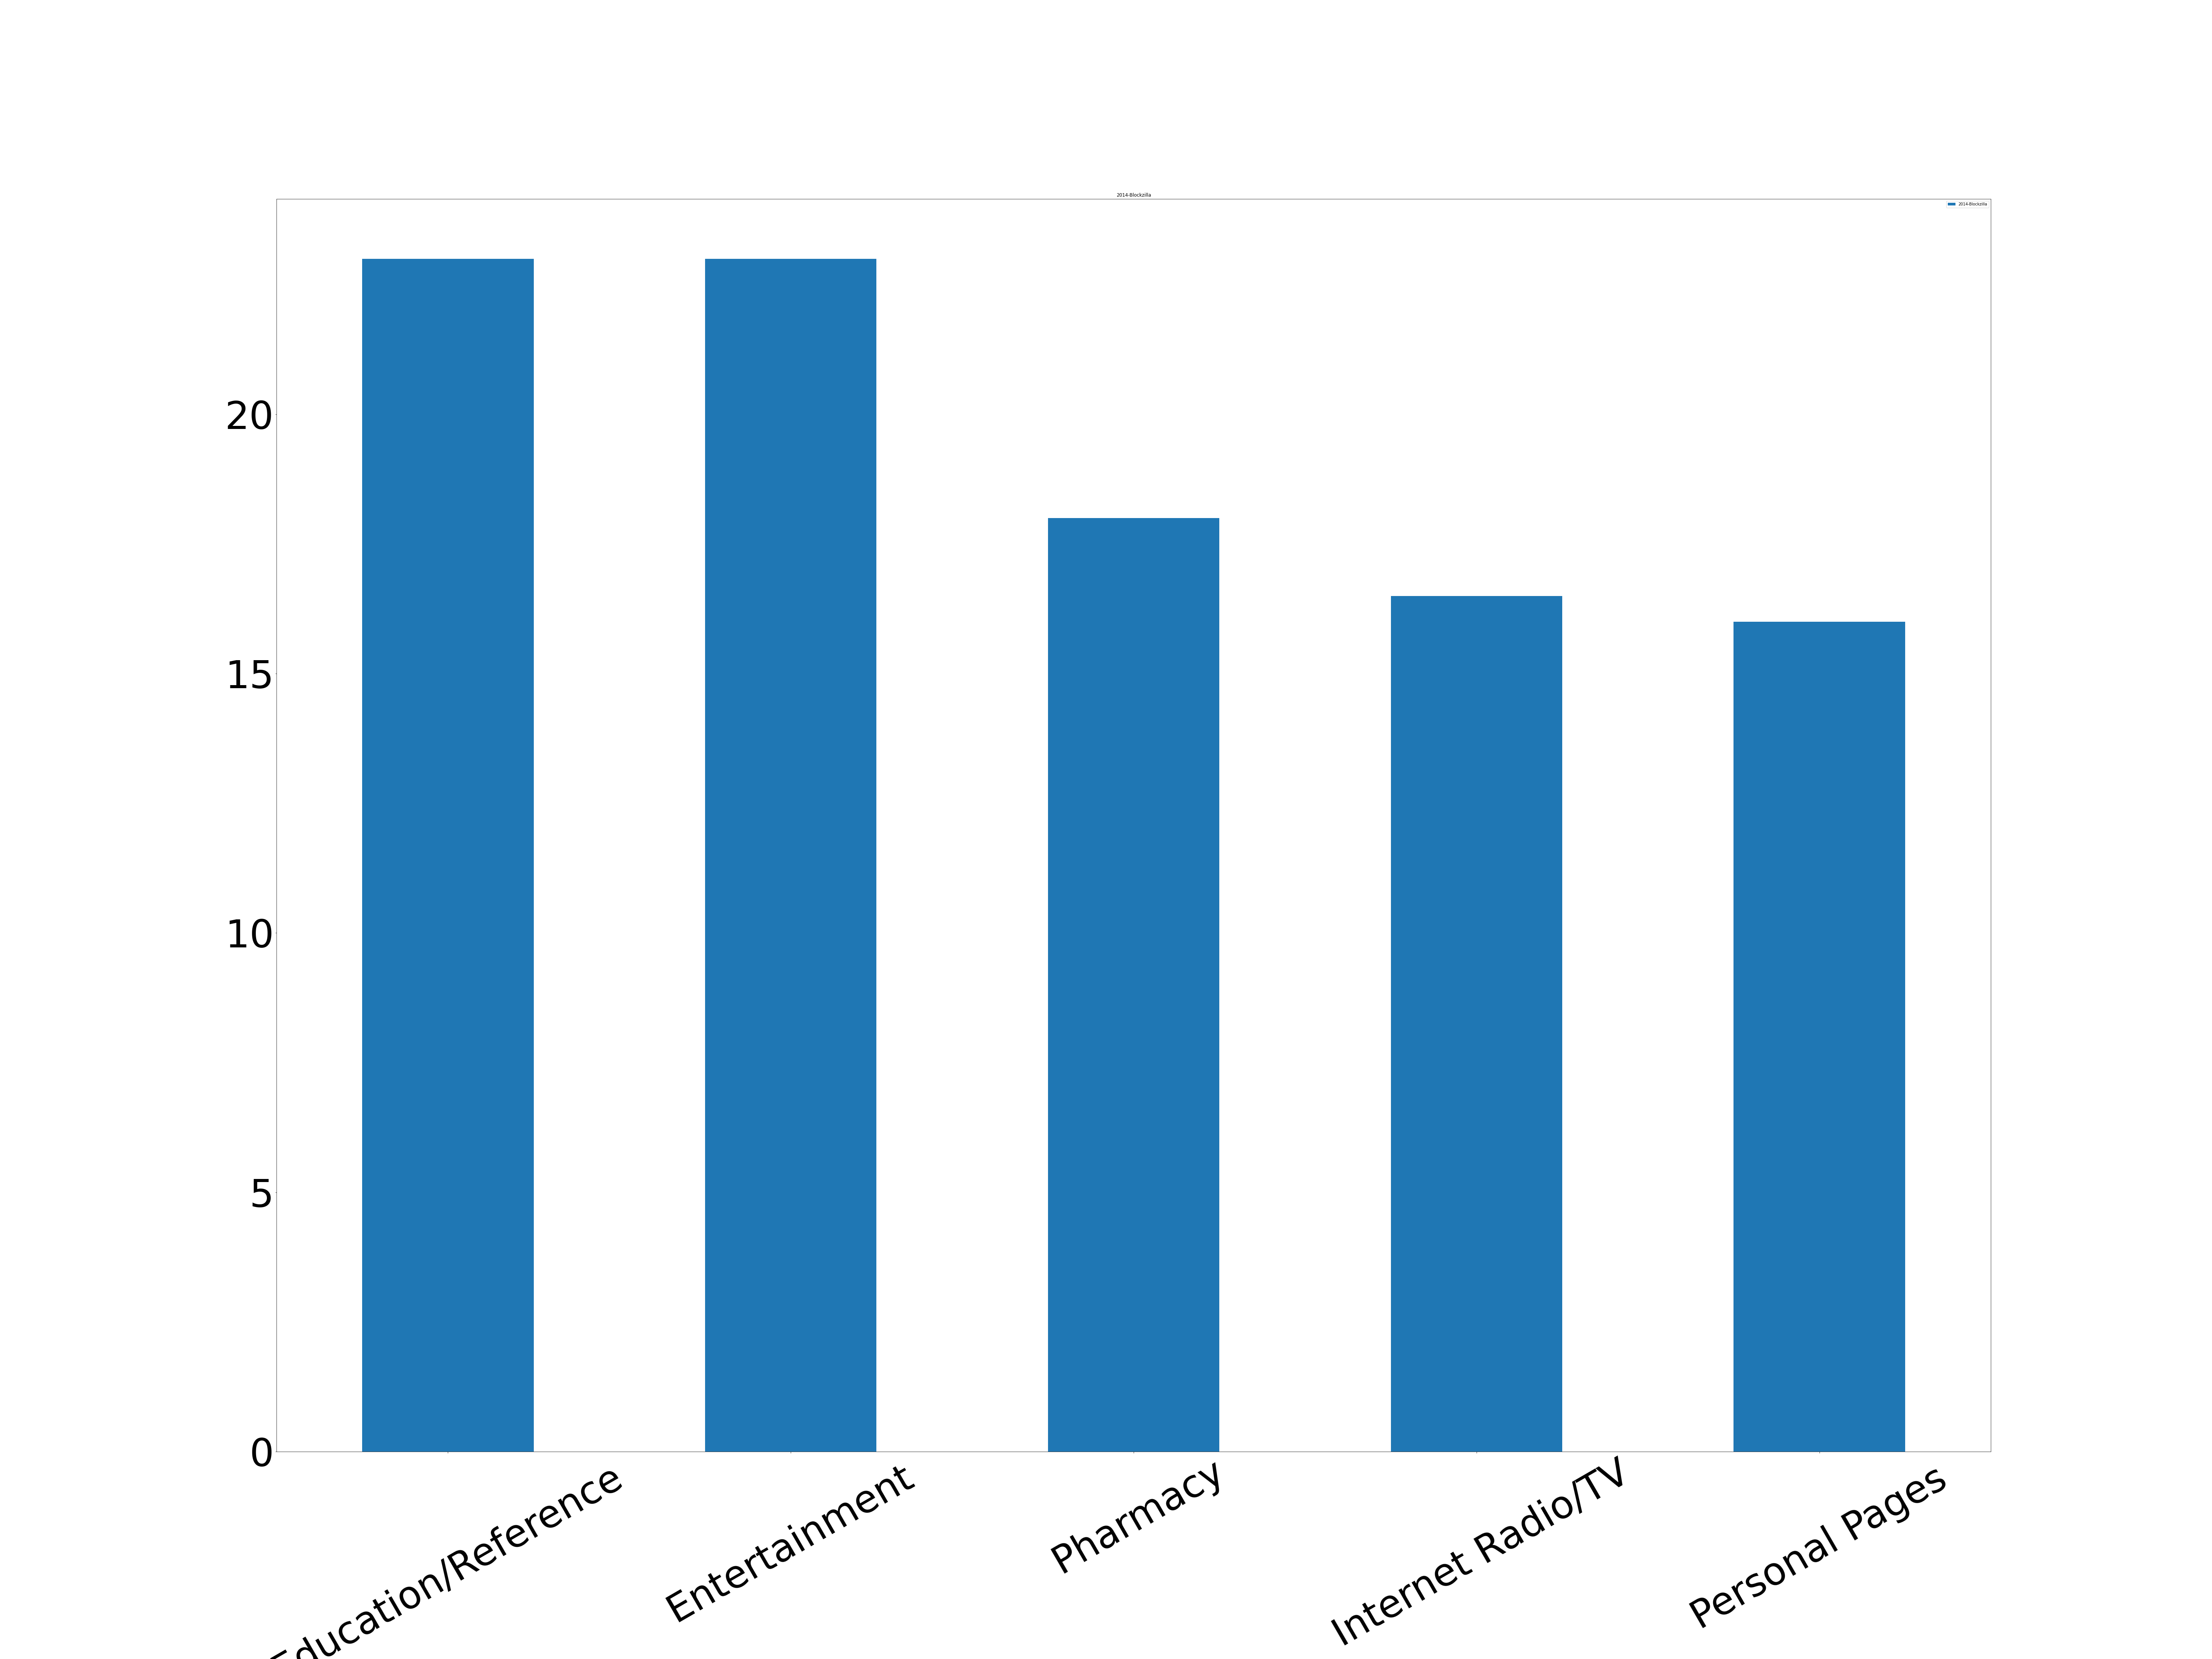 2014-Blockzilla
2014-Blockzilla
20
15
10
5
0
Education/Reference
Entertainment
Pharmacy
Internet Radio/TV
Personal Pages